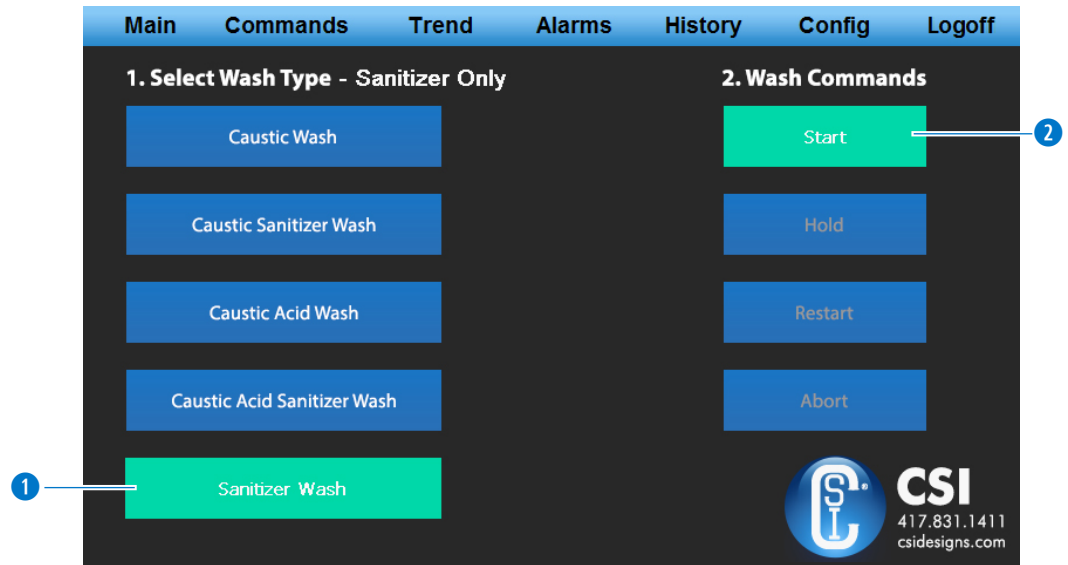 Main Commands Trend Alarms History Config Logoff
1. Select Wash Type - Sanitizer Only
2. Wash Commands
Caustic Wash
Start
2
Caustic Sanitizer Wash
Hold
Caustic Acid Wash
Restart
Caustic Acid Sanitizer Wash
Abort
1
Sanitizer Wash
CSI
CSI
417.831.1411
csidesigns.com